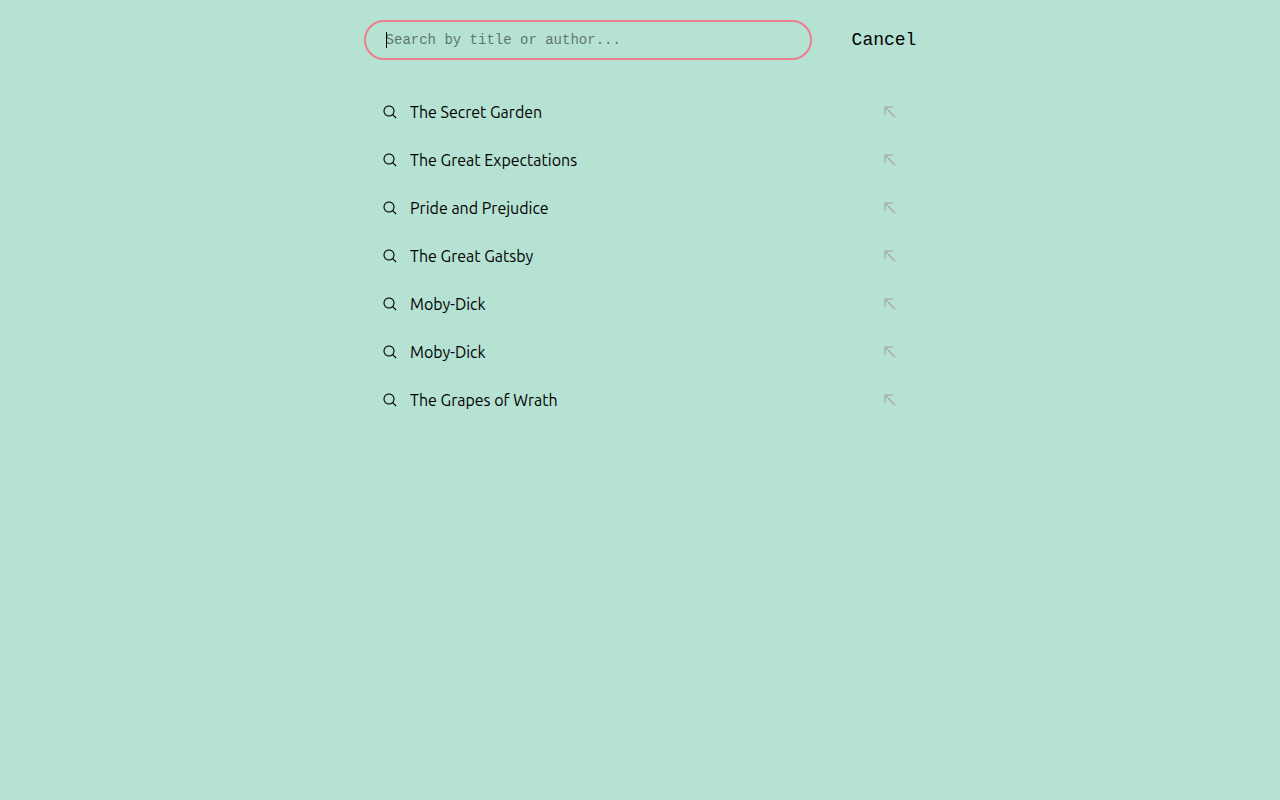 Search by title or author...
Cancel
The Secret Garden
The Great Expectations
Pride and Prejudice
The Great Gatsby
Moby-Dick
Moby-Dick
The Grapes of Wrath